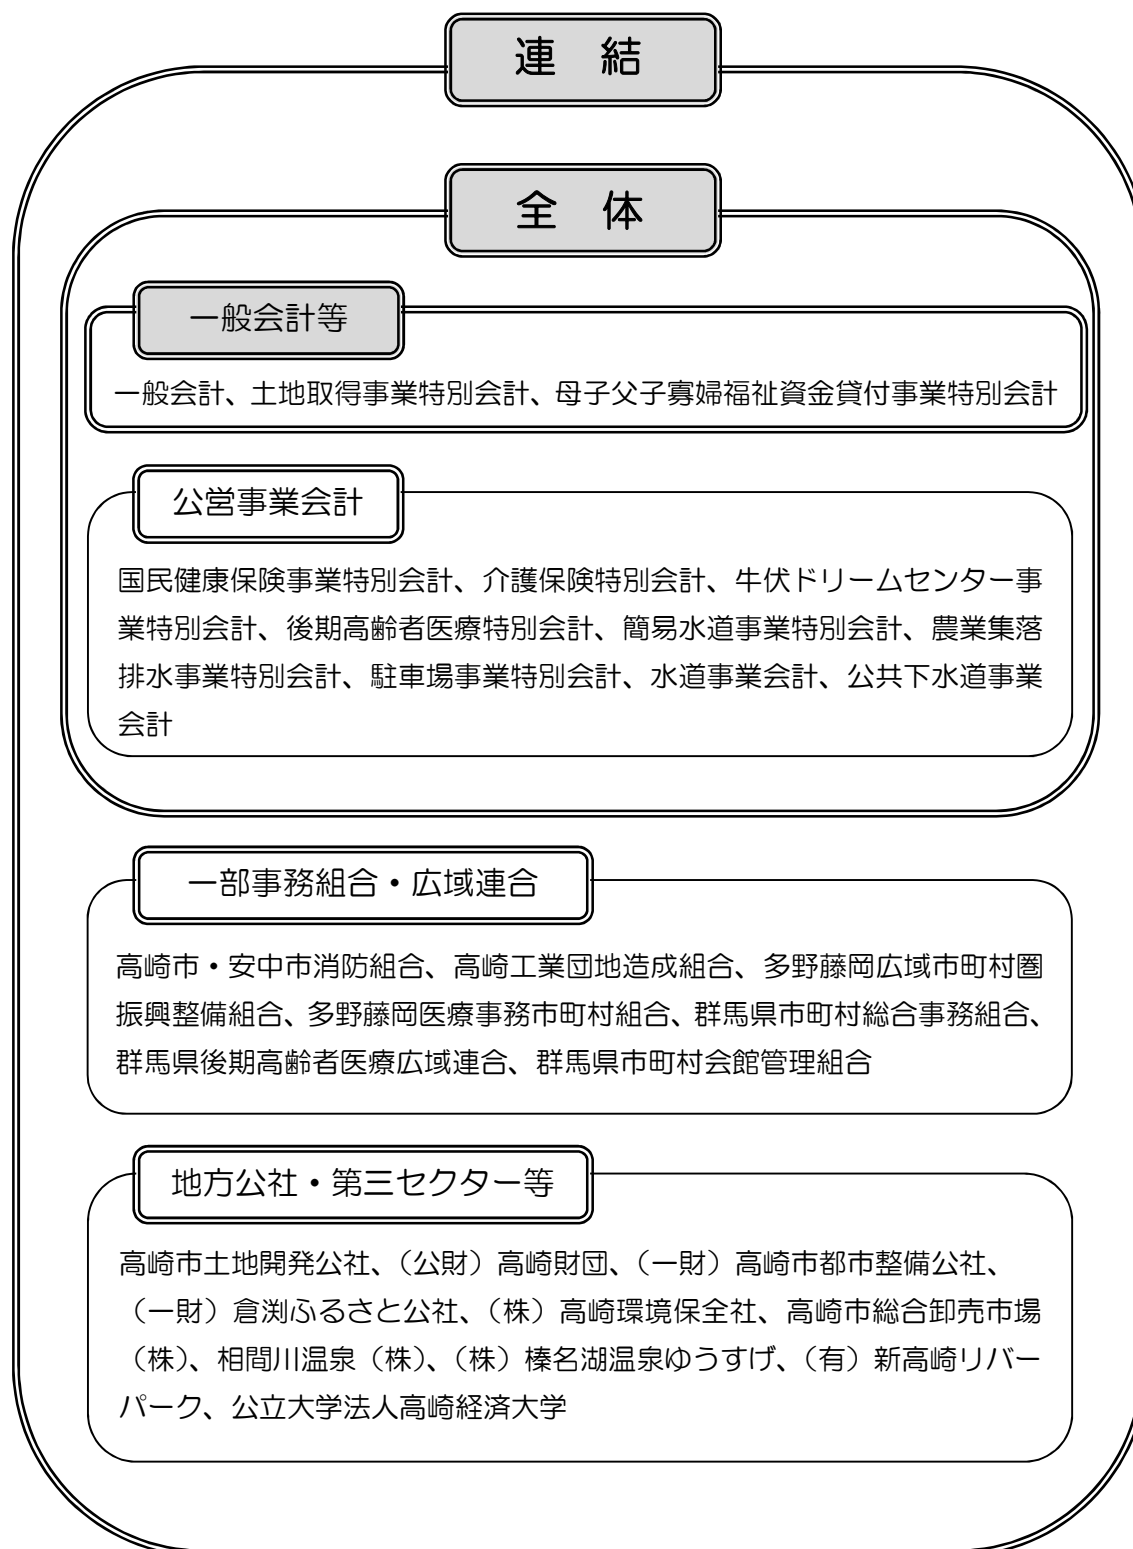 連　結
全　体
一般会計等
一般会計、土地取得事業特別会計、母子父子寡婦福祉資金貸付事業特別会計
公営事業会計
国民健康保険事業特別会計、介護保険特別会計、牛伏ドリームセンター事
業特別会計、後期高齢者医療特別会計、簡易水道事業特別会計、農業集落
排水事業特別会計、駐車場事業特別会計、水道事業会計、公共下水道事業
会計
一部事務組合・広域連合
高崎市・安中市消防組合、高崎工業団地造成組合、多野藤岡広域市町村圏
振興整備組合、多野藤岡医療事務市町村組合、群馬県市町村総合事務組合、
群馬県後期高齢者医療広域連合、群馬県市町村会館管理組合
地方公社・第三セクター等
高崎市土地開発公社、（公財）高崎財団、（一財）高崎市都市整備公社、
（一財）倉渕ふるさと公社、（株）高崎環境保全社、高崎市総合卸売市場
（株）、相間川温泉（株）、（株）榛名湖温泉ゆうすげ、（有）新高崎リバー
パーク、公立大学法人高崎経済大学